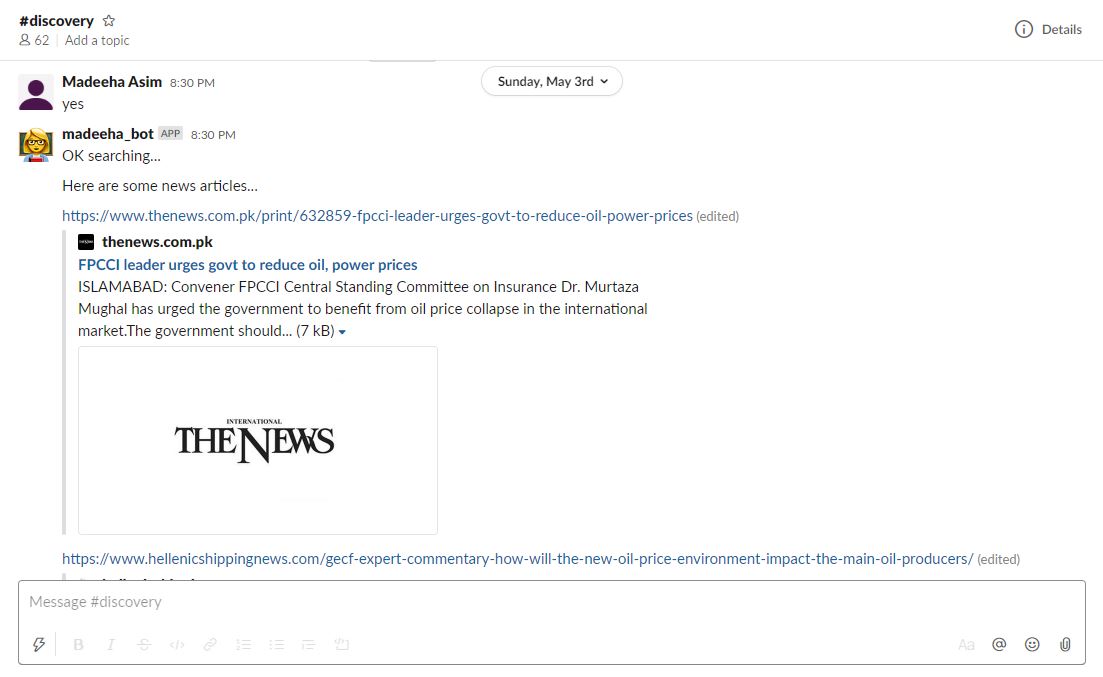 #discovery
62 Add a topic
Details
Sunday, May 3rd
Madeeha Asim 8:30 PM
yes
madeeha_bot APP 8:30 PM
OK searching...
Here are some news articles...
https://www.thenews.com.pk/print/632859-fpcci-leader-urges-govt-to-reduce-oil-power-prices (edited)
thenews.com.pk
FPCCI leader urges govt to reduce oil, power prices
ISLAMABAD: Convener FPCCI Central Standing Committee on Insurance Dr. Murtaza
Mughal has urged the government to benefit from oil price collapse in the international
market.The government should... (7 kB)
INTERNATIONAL
THE NEWS
https://www.hellenicshippingnews.com/gecf-expert-commentary-how-will-the-new-oil-price-environment-impact-the-main-oil-producers/ (edited)
Message #discovery
B I S </> Aa @